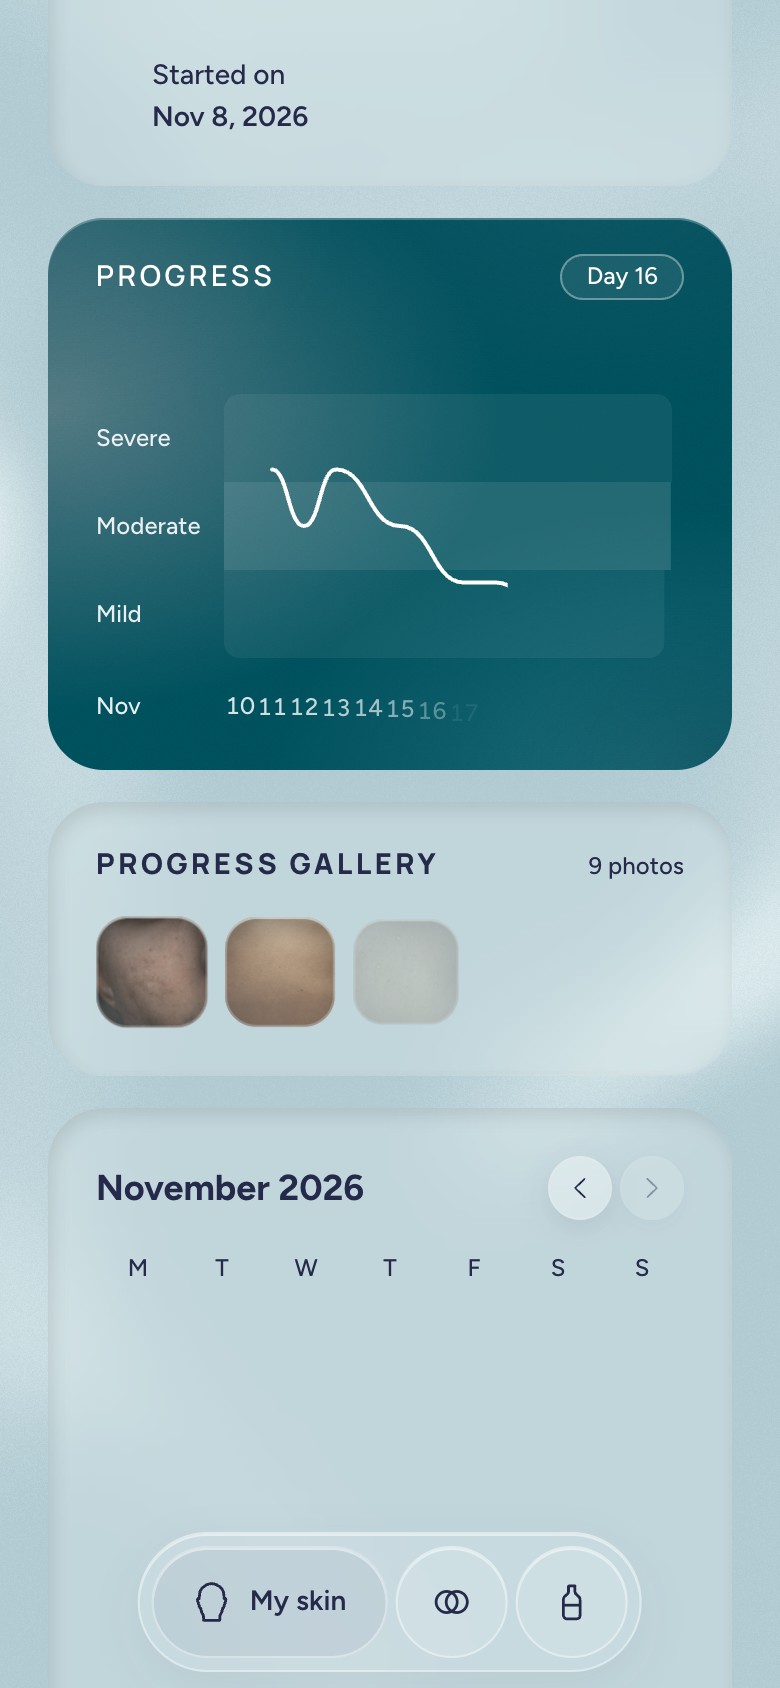 Started on
Nov 8, 2026
PROGRESS
Day 16
Severe
Moderate
Mild
Nov 10 11 12 13 14 15 16 17
PROGRESS GALLERY
9 photos
November 2026
M T W T F S S
My skin